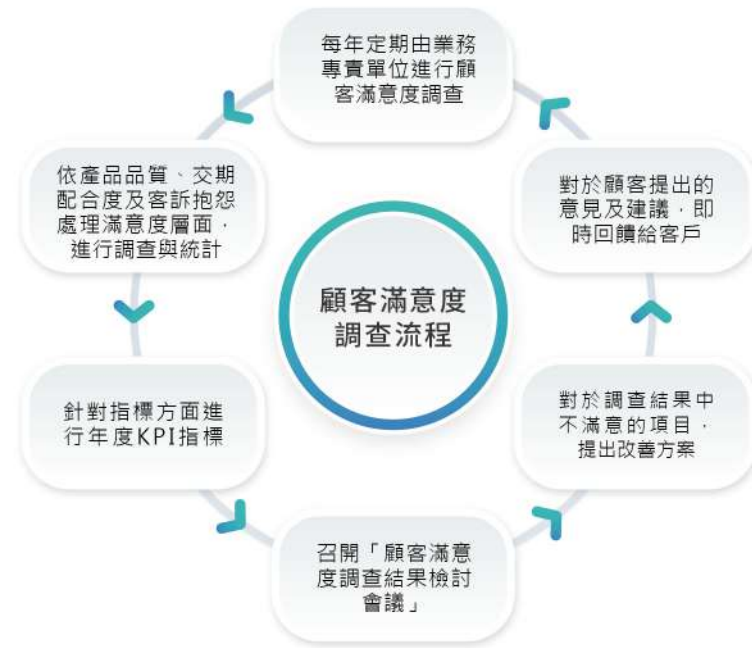 每年定期由業務
專責單位進行顧
客滿意度調查
依產品品質、交期
配合度及客訴抱怨
處理滿意度層面，
進行調查與統計
針對指標方面進
行年度KPI指標
召開「顧客滿意
度調查結果檢討
會議」
對於調查結果中
不滿意的項目，
提出改善方案
對於顧客提出的
意見及建議，即
時回饋給客戶
顧客滿意度
調查流程